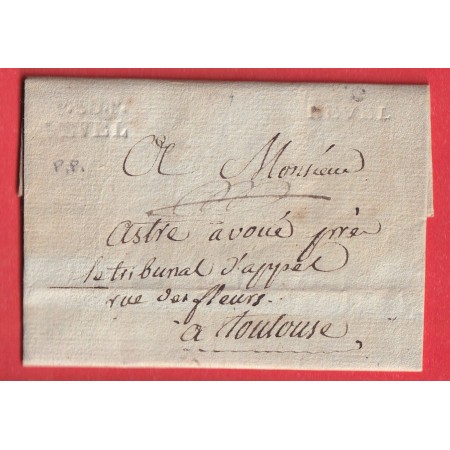 P.P.
A Monsieur
Astre avoué près
le tribunal d'appel
rue des fleurs.
a toulouse